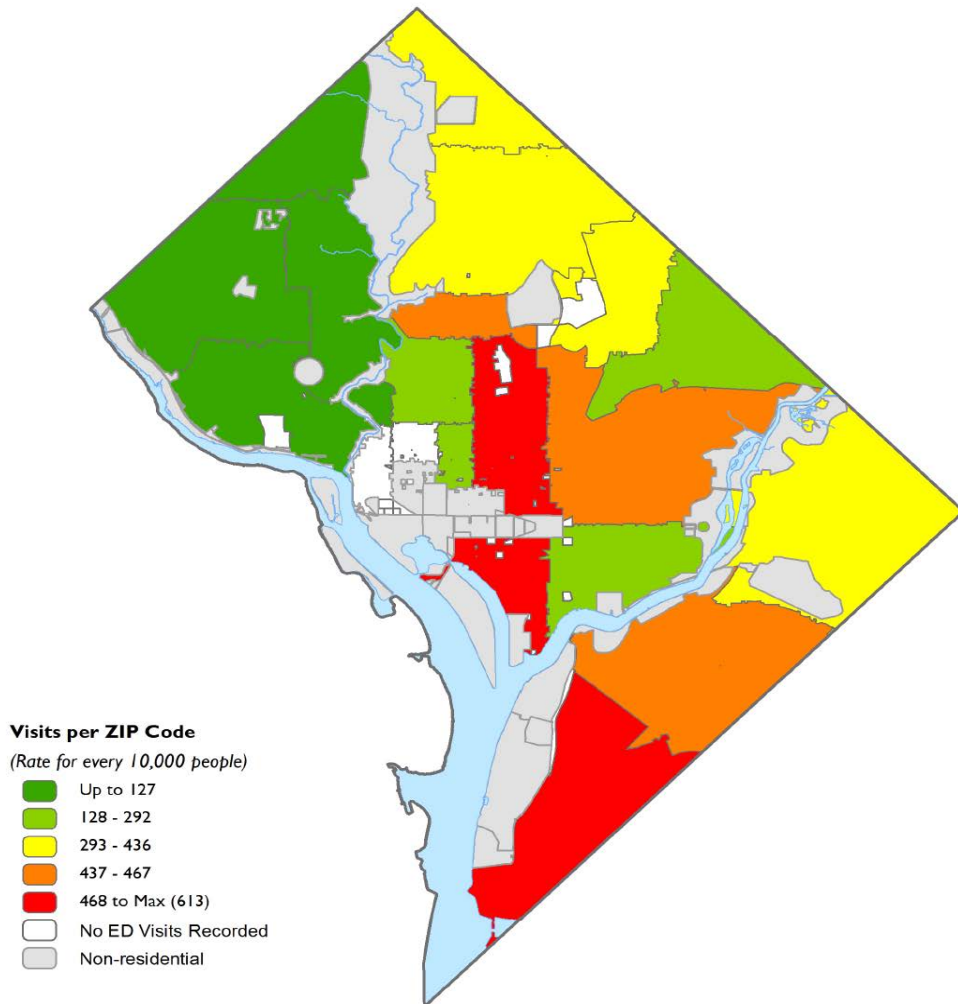 Visits per ZIP Code
(Rate for every 10,000 people)
Up to 127
128 - 292
293 - 436
437 - 467
468 to Max (613)
No ED Visits Recorded
Non-residential